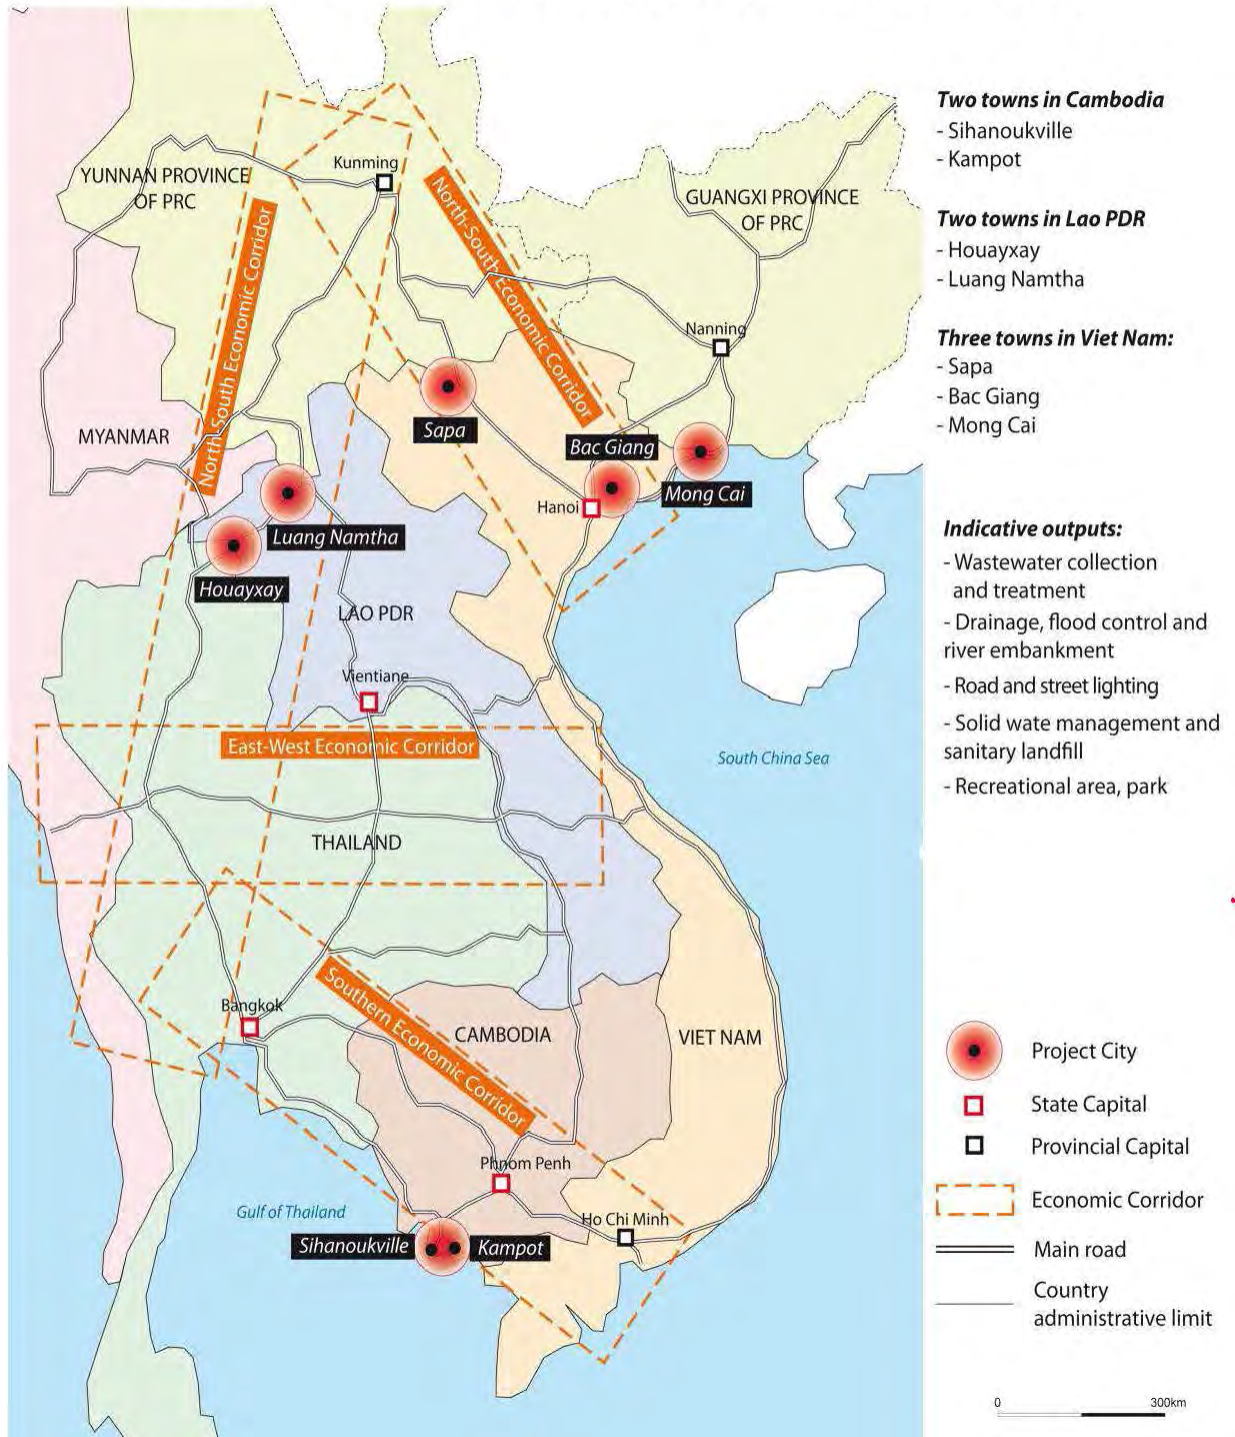 YUNNAN PROVINCE
OF PRC
Kunming
GUANGXI PROVINCE
OF PRC
North-South Economic Corridor
North-South Economic Corridor
Nanning
MYANMAR
Sapa
Bac Giang
Mong Cai
Hanoi
Luang Namtha
Houayxay
LAO PDR
Vientiane
East-West Economic Corridor
South China Sea
THAILAND
Bangkok
Southern Economic Corridor
CAMBODIA
VIET NAM
Phnom Penh
Gulf of Thailand
Ho Chi Minh
Sihanoukville
Kampot
Two towns in Cambodia
- Sihanoukville
- Kampot
Two towns in Lao PDR
- Houayxay
- Luang Namtha
Three towns in Viet Nam:
- Sapa
- Bac Giang
- Mong Cai
Indicative outputs:
- Wastewater collection
and treatment
- Drainage, flood control and
river embankment
- Road and street lighting
- Solid wate management and
sanitary landfill
- Recreational area, park
Project City
State Capital
Provincial Capital
Economic Corridor
Main road
Country
administrative limit
0 300km